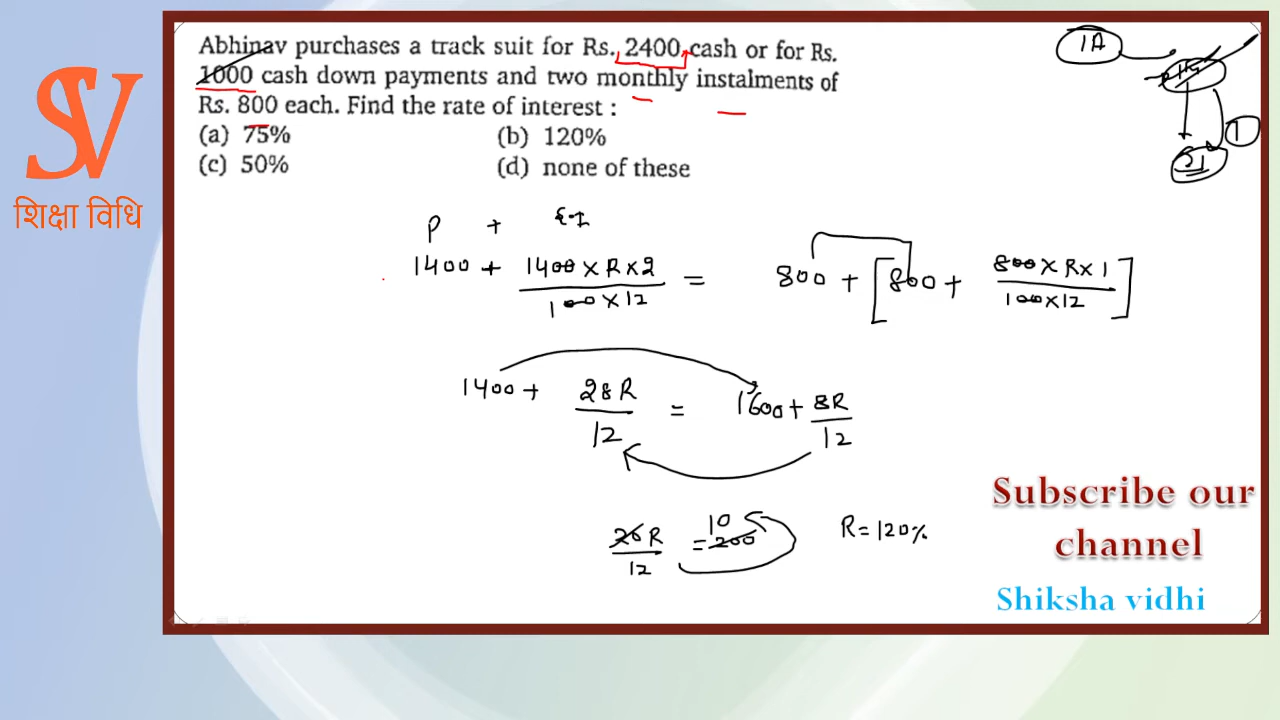 SV
शिक्षा विधि
Abhinav purchases a track suit for Rs. 2400 cash or for Rs.
1000 cash down payments and two monthly instalments of
Rs. 800 each. Find the rate of interest :
(a) 75% (b) 120%
(c) 50% (d) none of these
P +
1400 + 1400 × R × 2 / 100 × 12 = 800 + [ 800 + 800 × R × 1 / 100 × 12 ]
1400 + 28R / 12 = 1600 + 8R / 12
20R / 12 = 200 10
R = 120%
Subscribe our
channel
Shiksha vidhi